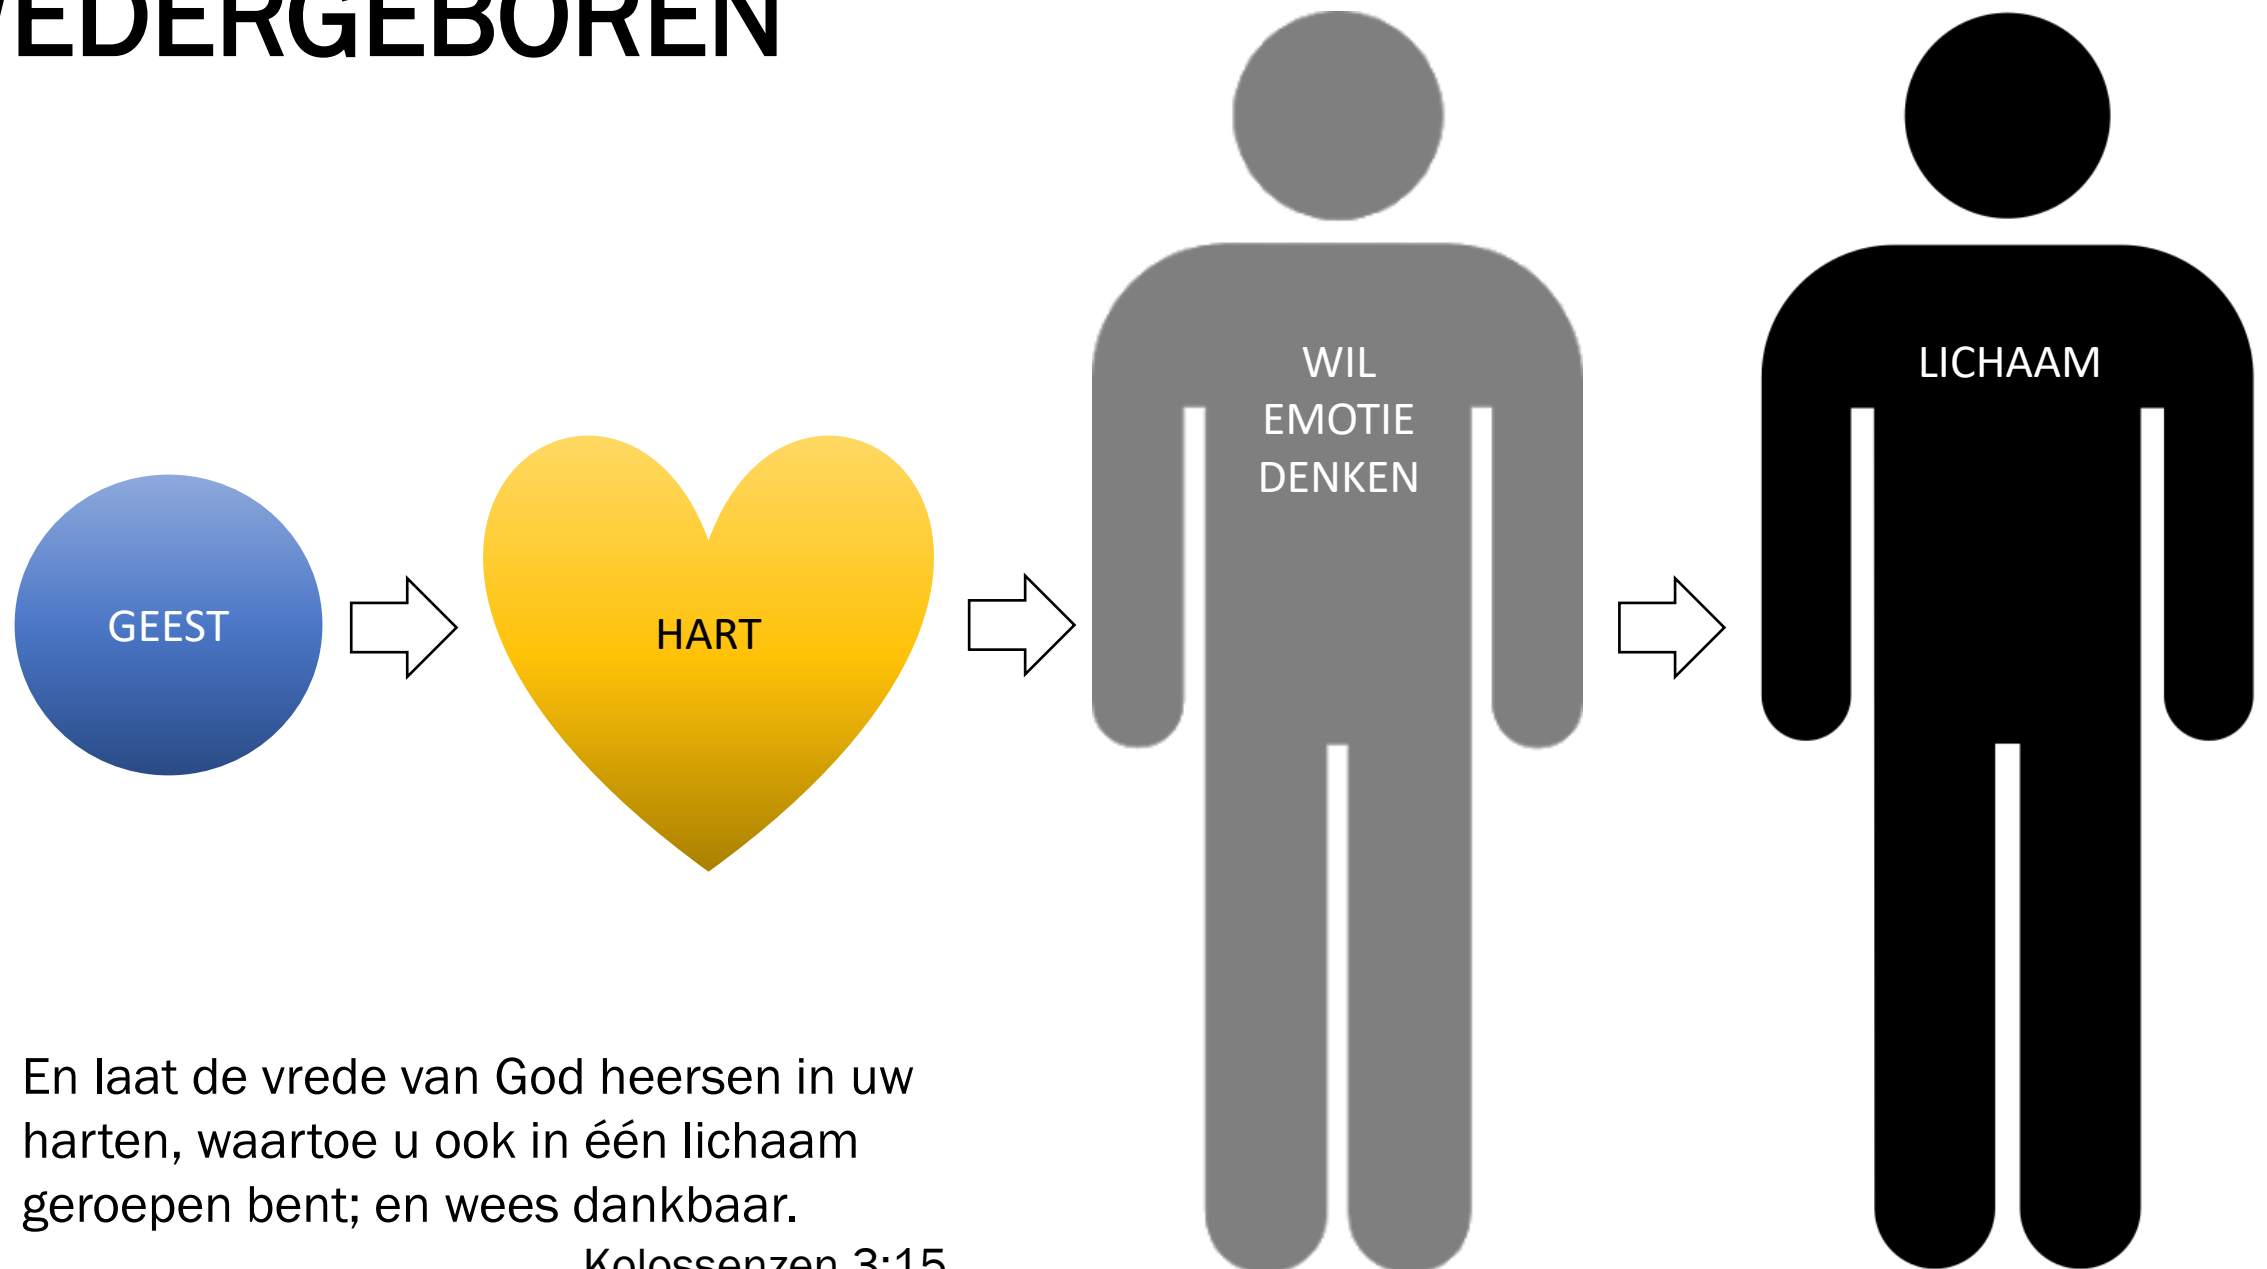 EDERGEBOREN
GEEST
HART
WIL
EMOTIE
DENKEN
LICHAAM
En laat de vrede van God heersen in uw
harten, waartoe u ook in één lichaam
geroepen bent; en wees dankbaar.
Kolossenzen 3:15